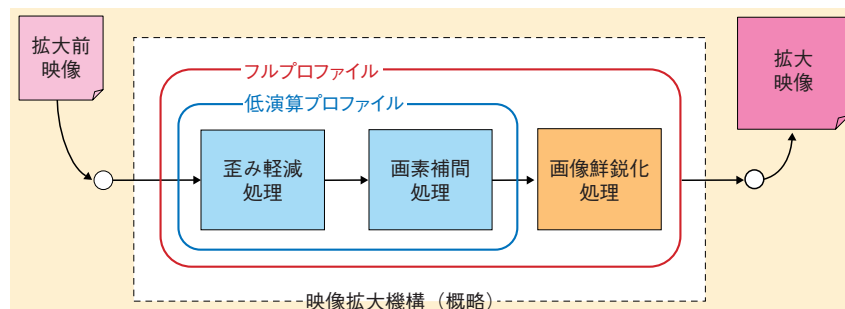 拡大前
映像
拡大
映像
フルプロファイル
低演算プロファイル
歪み軽減
処理
画素補間
処理
画像鮮鋭化
処理
映像拡大機構（概略）